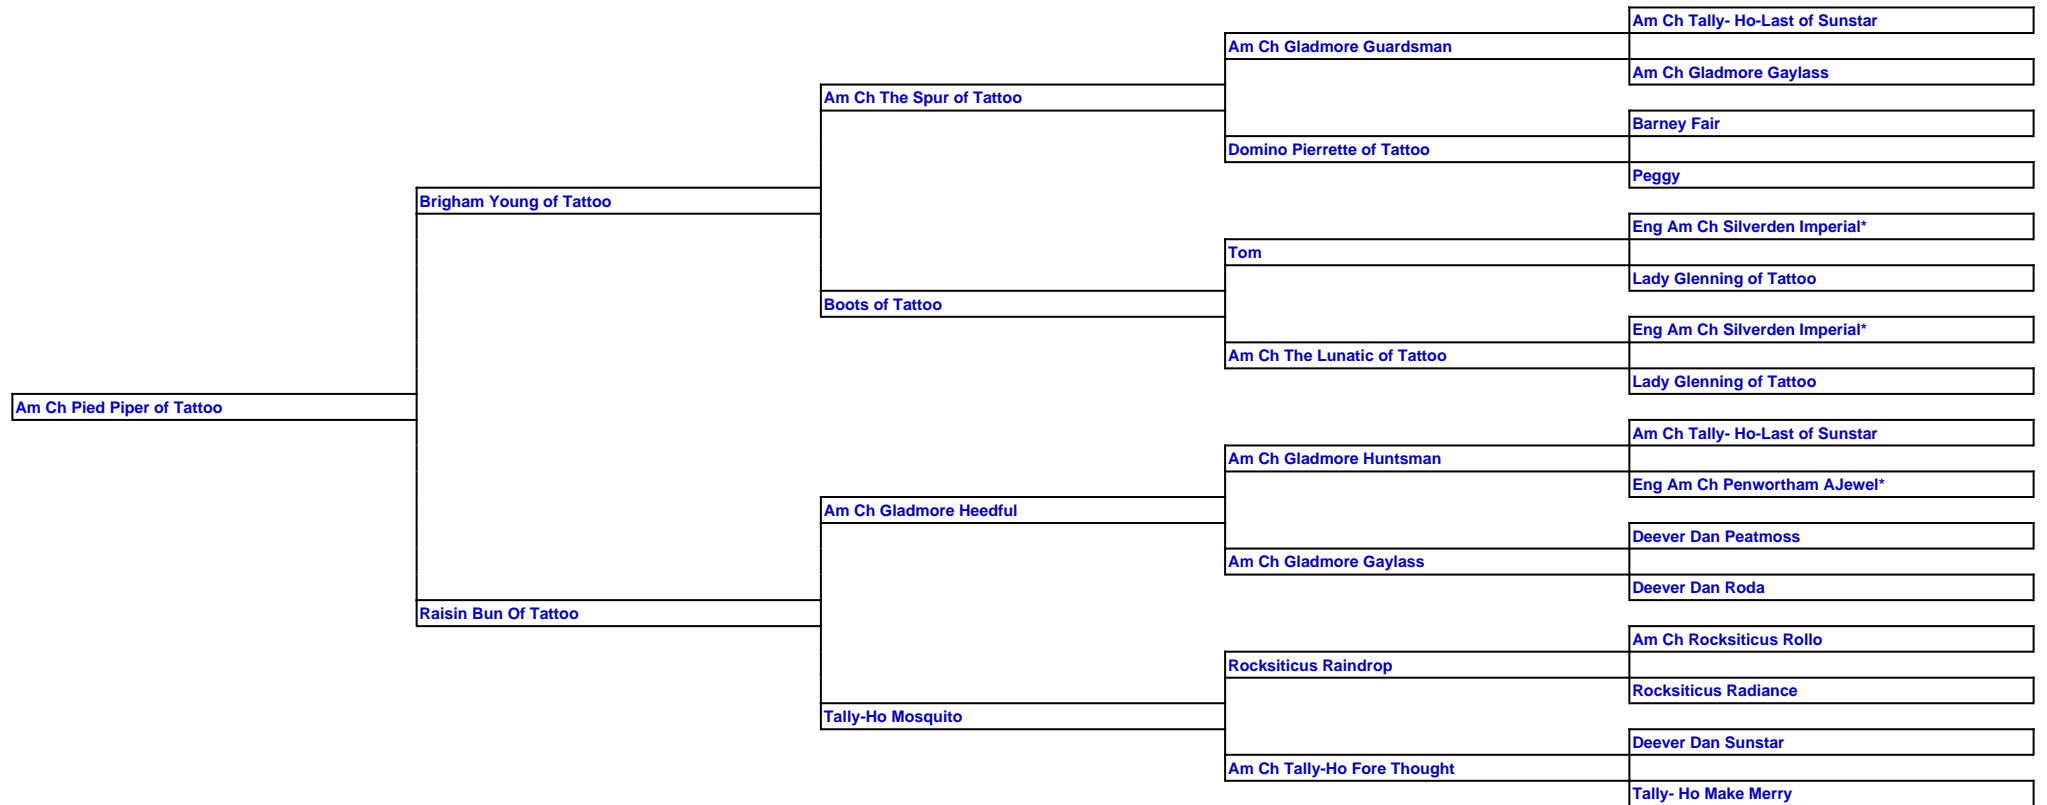 Am Ch Tally- Ho-Last of Sunstar
Am Ch Gladmore Guardsman
Am Ch Gladmore Gaylass
Am Ch The Spur of Tattoo
Barney Fair
Domino Pierrette of Tattoo
Peggy
Brigham Young of Tattoo
Eng Am Ch Silverden Imperial*
Tom
Lady Glenning of Tattoo
Boots of Tattoo
Eng Am Ch Silverden Imperial*
Am Ch The Lunatic of Tattoo
Lady Glenning of Tattoo
Am Ch Pied Piper of Tattoo
Am Ch Tally- Ho-Last of Sunstar
Am Ch Gladmore Huntsman
Eng Am Ch Penwortham AJewel*
Am Ch Gladmore Heedful
Deever Dan Peatmoss
Am Ch Gladmore Gaylass
Deever Dan Roda
Raisin Bun Of Tattoo
Am Ch Rocksiticus Rollo
Rocksiticus Raindrop
Rocksiticus Radiance
Tally-Ho Mosquito
Deever Dan Sunstar
Am Ch Tally-Ho Fore Thought
Tally- Ho Make Merry